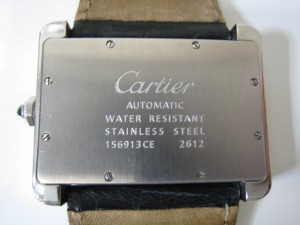 Cartier
AUTOMATIC
WATER RESISTANT
STAINLESS STEEL
156913CE 2612